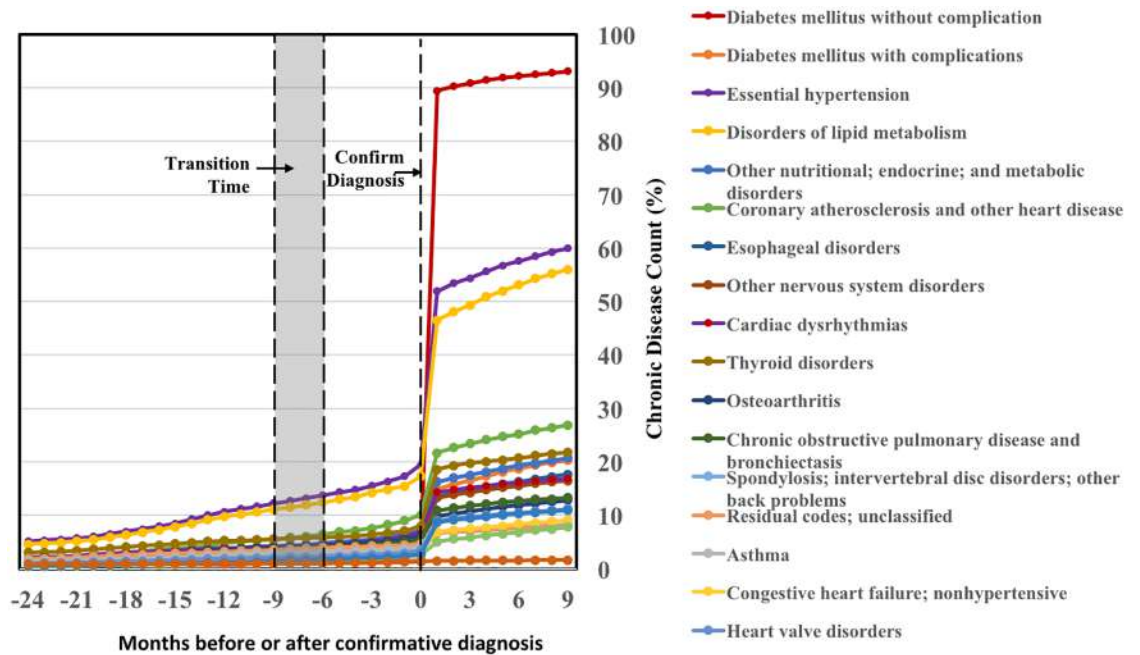 100
90
80
70
60
50
40
30
20
10
0
Chronic Disease Count (%)
Transition
Time
Confirm
Diagnosis
-24 -21 -18 -15 -12 -9 -6 -3 0 3 6 9
Months before or after confirmative diagnosis
Diabetes mellitus without complication
Diabetes mellitus with complications
Essential hypertension
Disorders of lipid metabolism
Other nutritional; endocrine; and metabolic
disorders
Coronary atherosclerosis and other heart disease
Esophageal disorders
Other nervous system disorders
Cardiac dysrhythmias
Thyroid disorders
Osteoarthritis
Chronic obstructive pulmonary disease and
bronchiectasis
Spondylosis; intervertebral disc disorders; other
back problems
Residual codes; unclassified
Asthma
Congestive heart failure; nonhypertensive
Heart valve disorders